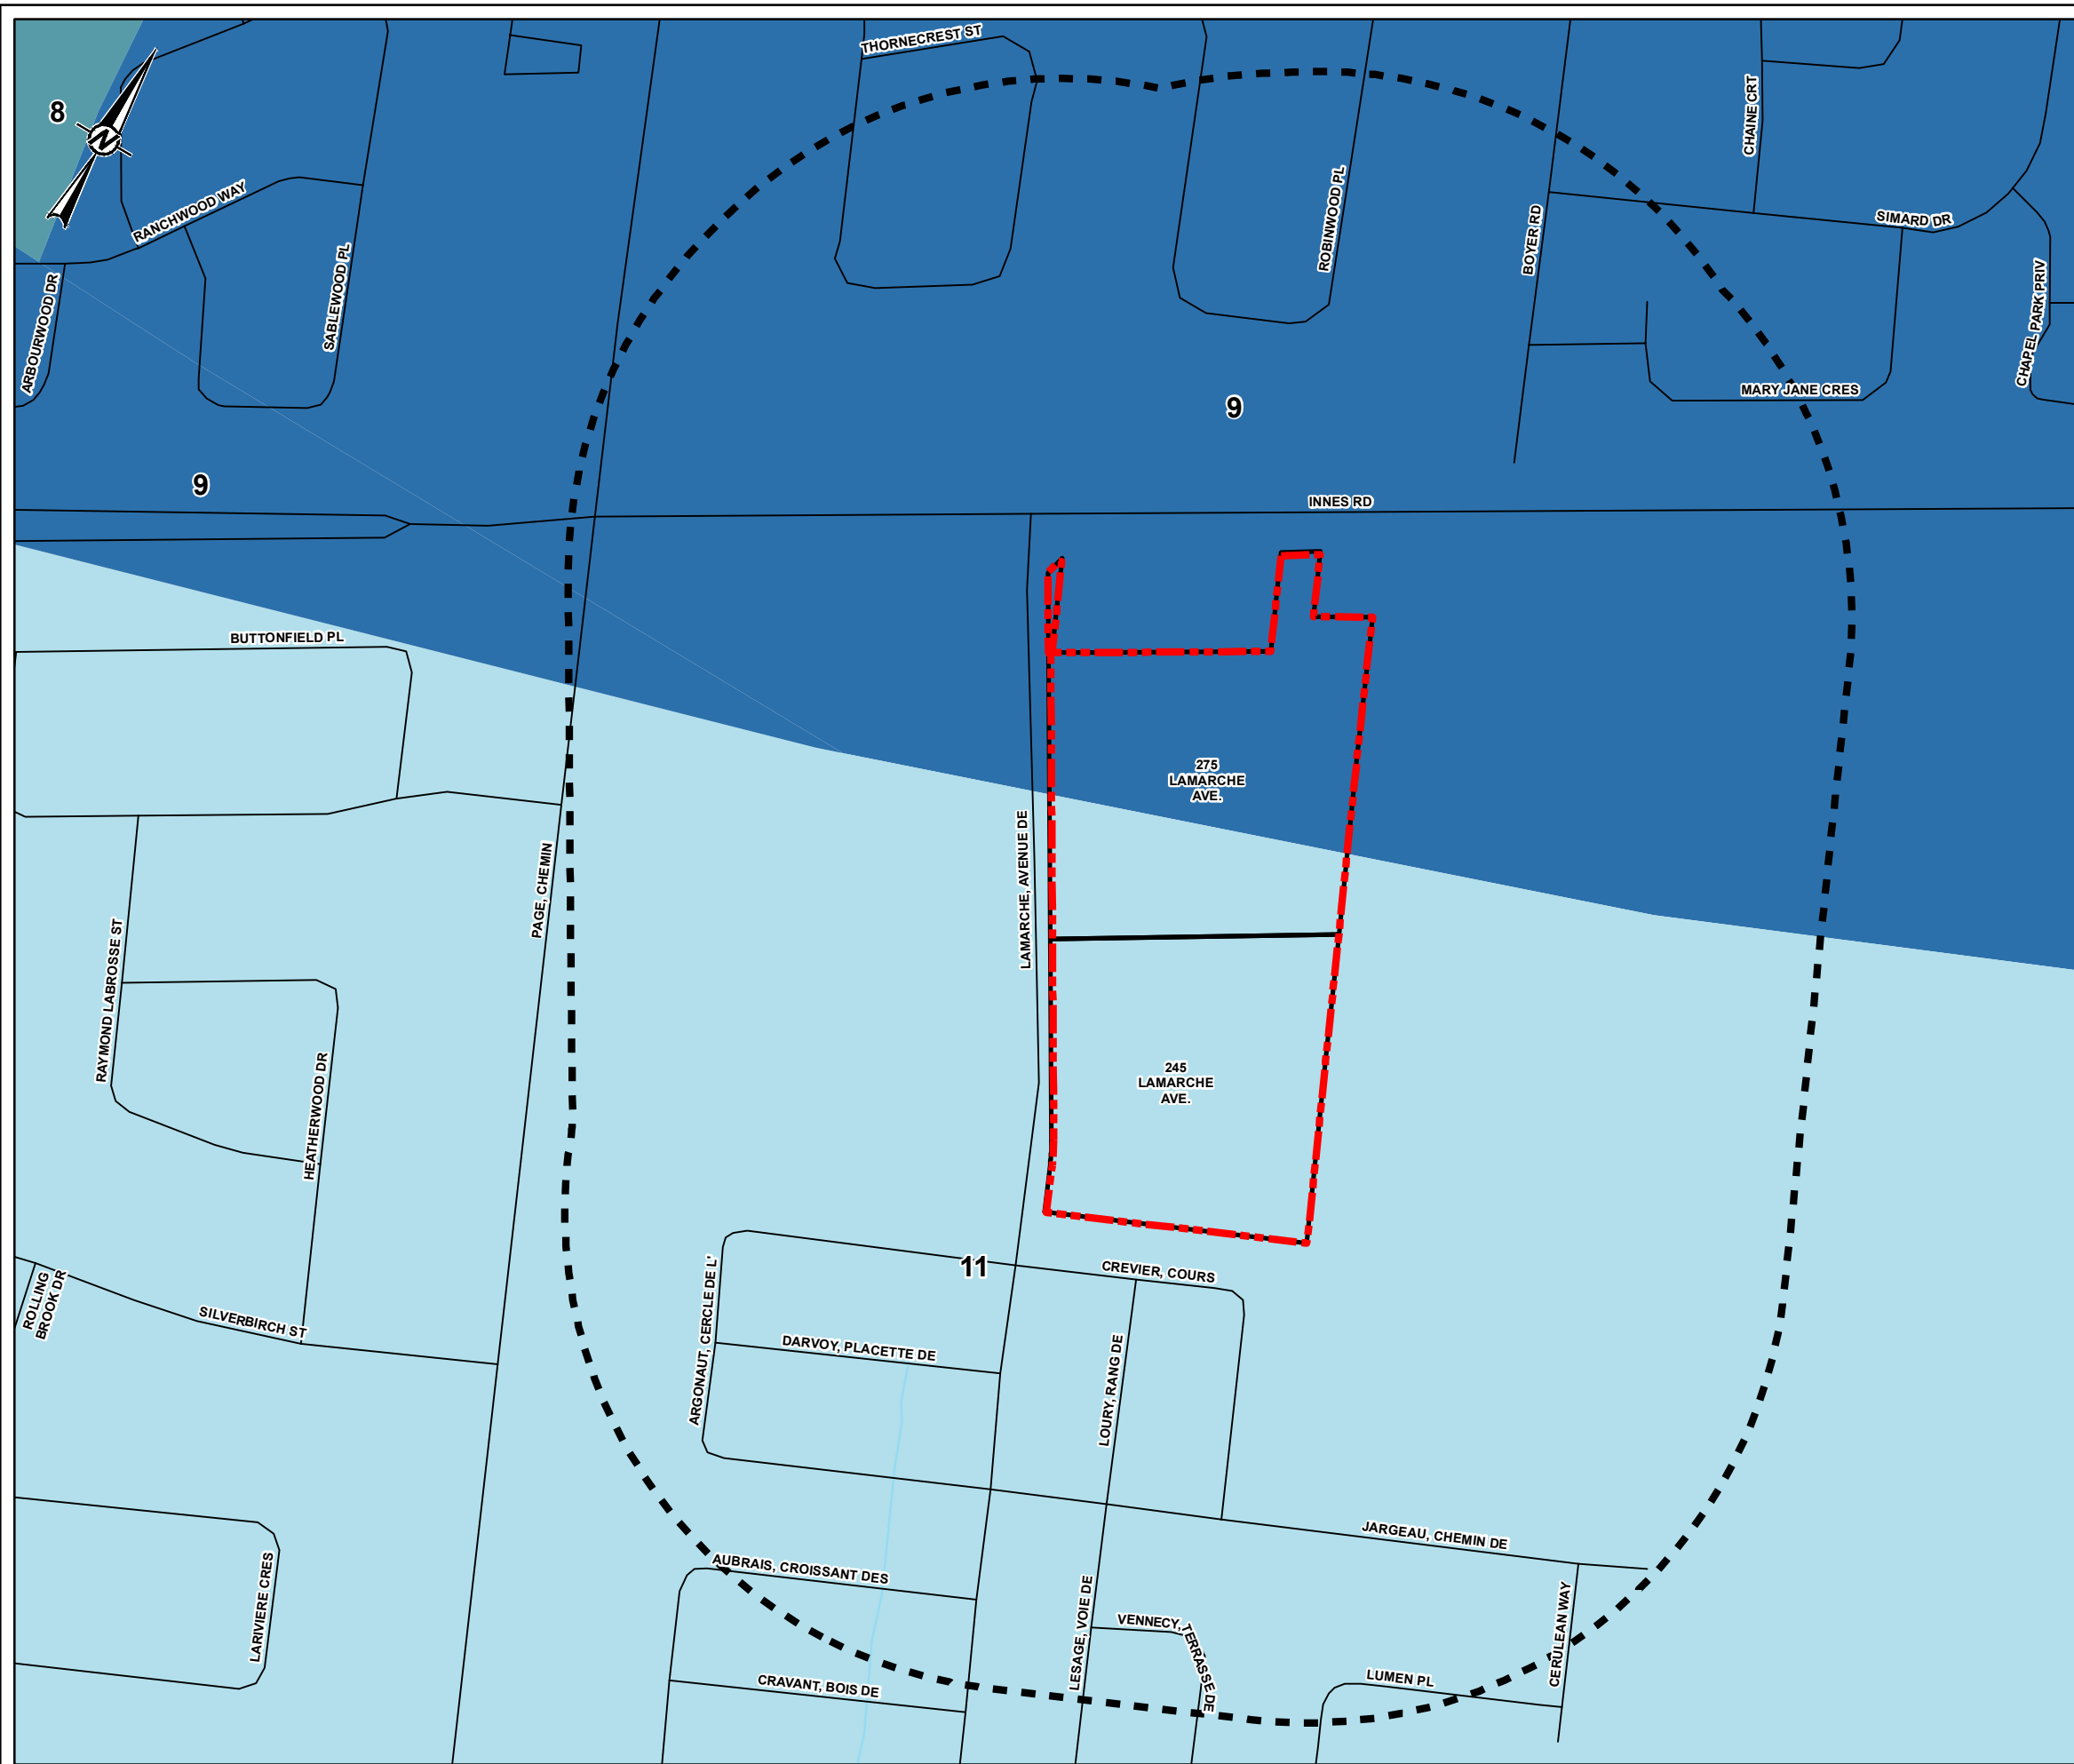 THORNECREST ST
8
N
CHAINE CRT
RANCHWOOD WAY
ROBINWOOD PL
BOYER RD
SIMARD DR
SABLEWOOD PL
ARBOURWOOD DR
CHAPEL PARK PRIV
MARY JANE CRES
9
9
INNES RD
BUTTONFIELD PL
275
LAMARCHE
AVE.
PAGE, CHEMIN
LAMARCHE, AVENUE DE
RAYMOND LABROSSE ST
HEATHERWOOD DR
245
LAMARCHE
AVE.
11
CREVIER, COURS
ROLLING
BROOK DR
SILVERBIRCH ST
ARGONAUT, CERCLE DE L'
DARVOY, PLACETTE DE
LOURY, RANG DE
JARGEAU, CHEMIN DE
AUBRAIS, CROISSANT DES
LARIVIERE CRES
LESAGE, VOIE DE
VENNECY, TERRASSE DE
CERULEAN WAY
CRAVANT, BOIS DE
LUMEN PL